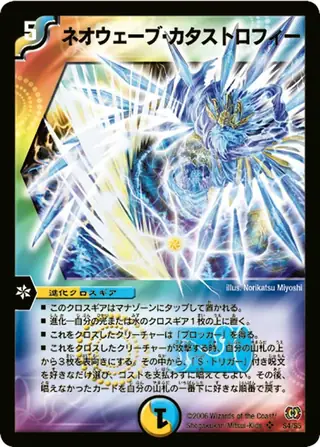 5
ネオウェーブ・カタストロフィー
illus. Norikatsu Miyoshi
進化クロスギア
■ このクロスギアはマナゾーンにタップして置かれる。
■ 進化-自分の光または水のクロスギア1枚の上に置く。
■ これをクロスしたクリーチャーは「ブロッカー」を得る。
■ これをクロスしたクリーチャーが攻撃する時、自分の山札の上か
ら3枚を表向きにする。その中から、「S・トリガー」付き呪文
を好きなだけ選び、コストを支払わずに唱えてもよい。その後、
唱えなかったカードを自分の山札の一番下に好きな順番で戻す。
1
©2006 Wizards of the Coast/
Shogakukan/Mitsui-Kids
S4/S5